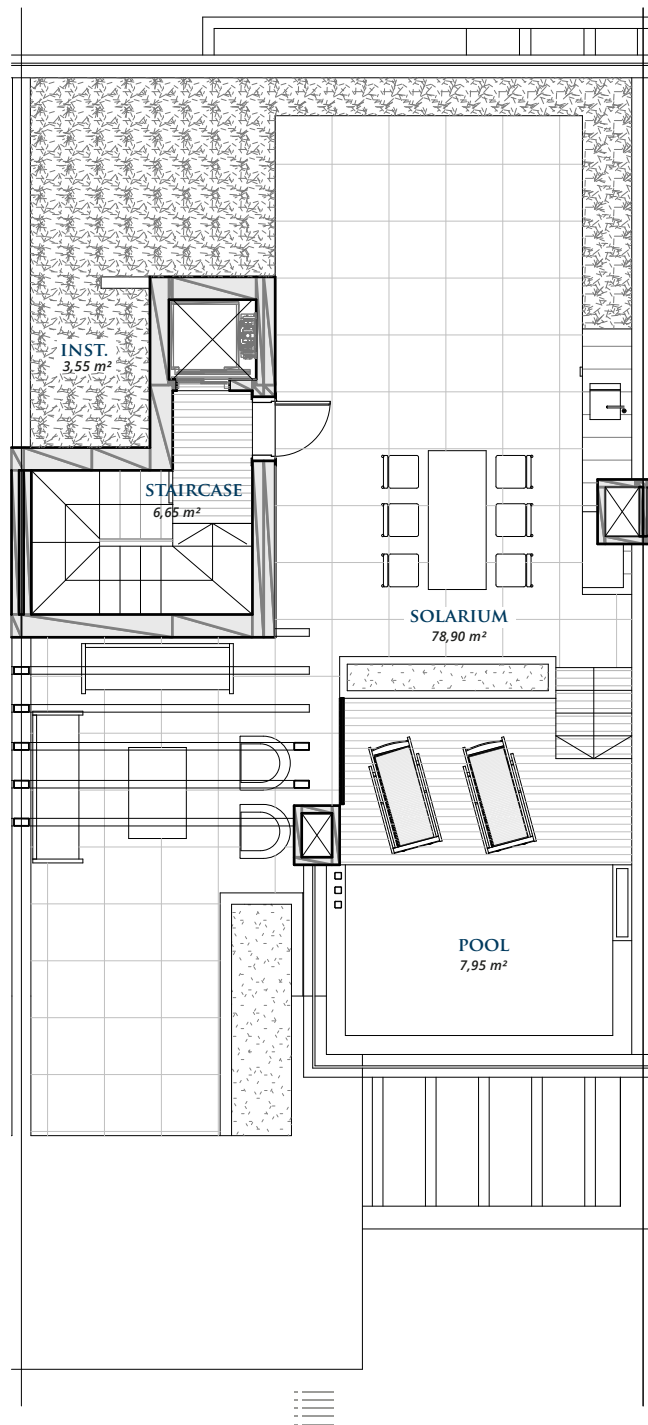 INST.
3,55 m²
STAIRCASE
6,65 m²
SOLARIUM
78,90 m²
POOL
7,95 m²